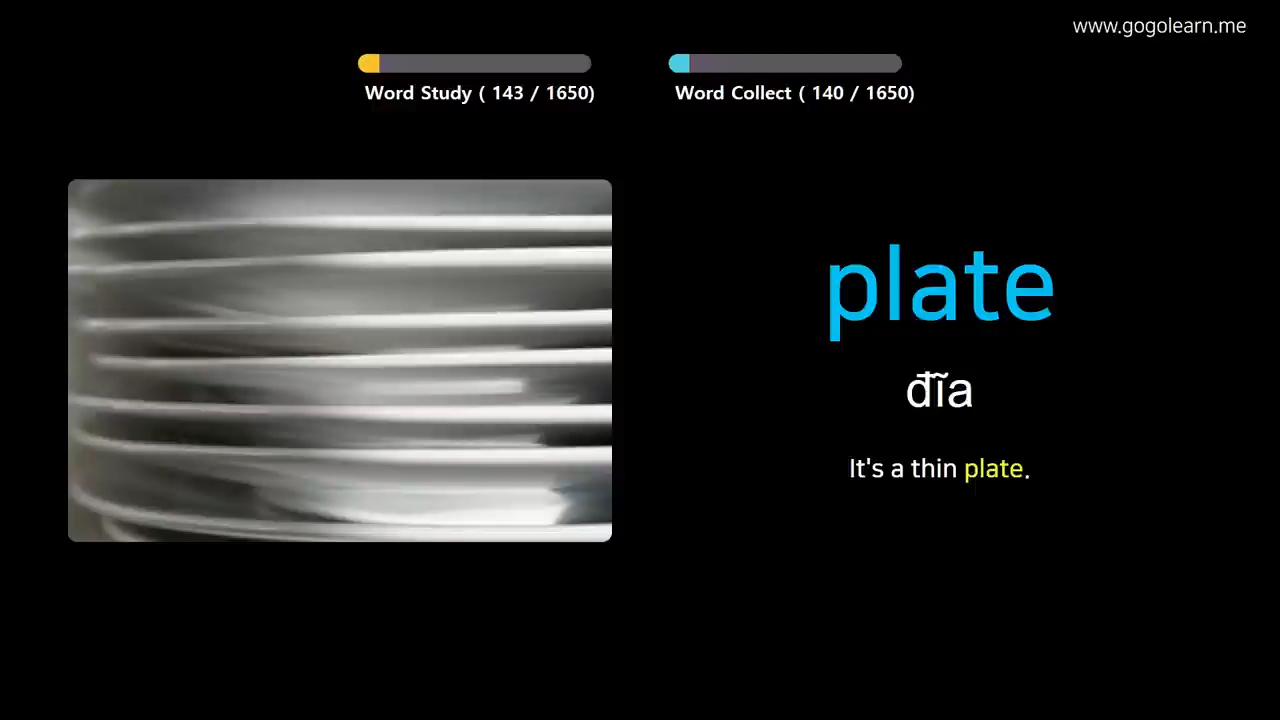 www.gogolearn.me
Word Study ( 143 / 1650)
Word Collect ( 140 / 1650)
plate
đĩa
It's a thin plate.